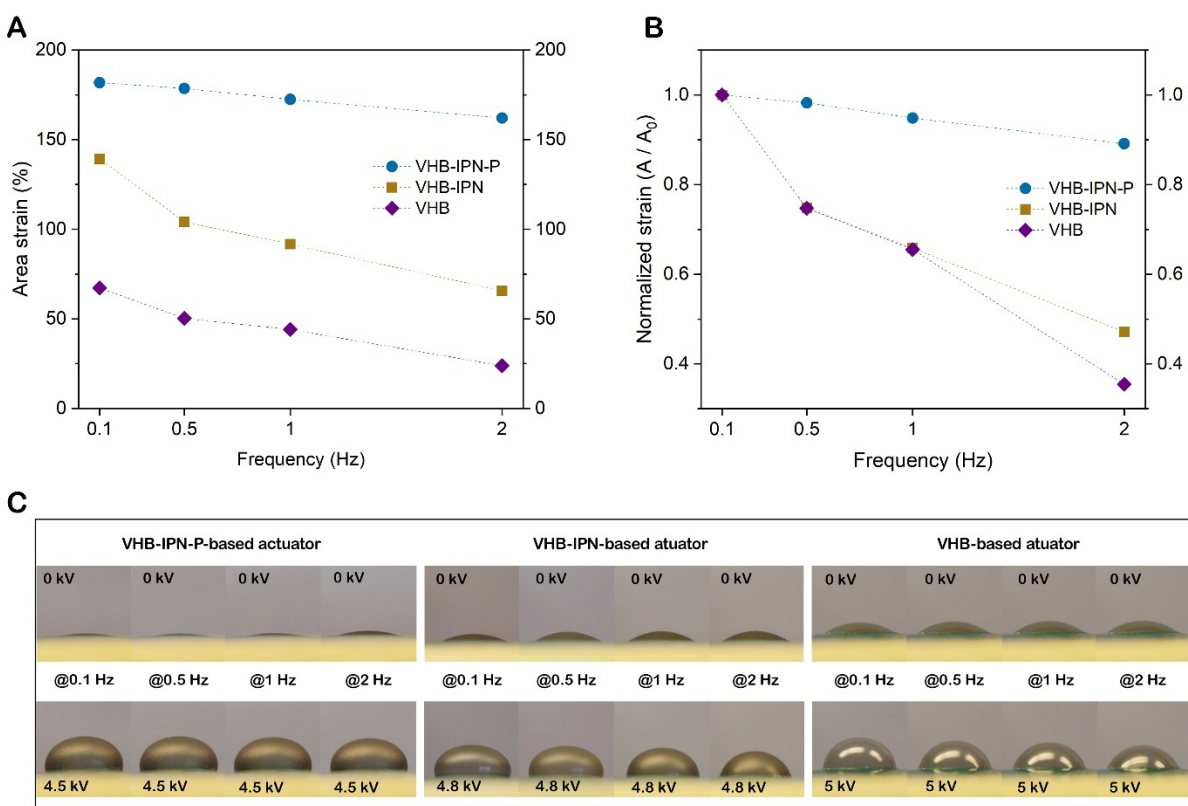 A
200
150
100
50
0
200
150
100
50
0
VHB-IPN-P
VHB-IPN
VHB
Area strain (%)
0.1 0.5 1 2
Frequency (Hz)
B
1.0
0.8
0.6
0.4
1.0
0.8
0.6
0.4
VHB-IPN-P
VHB-IPN
VHB
Normalized strain (A / A₀)
0.1 0.5 1 2
Frequency (Hz)
C
VHB-IPN-P-based actuator
0 kV 0 kV 0 kV 0 kV
@0.1 Hz @0.5 Hz @1 Hz @2 Hz
4.5 kV 4.5 kV 4.5 kV 4.5 kV
VHB-IPN-based atuator
0 kV 0 kV 0 kV 0 kV
@0.1 Hz @0.5 Hz @1 Hz @2 Hz
4.8 kV 4.8 kV 4.8 kV 4.8 kV
VHB-based atuator
0 kV 0 kV 0 kV 0 kV
@0.1 Hz @0.5 Hz @1 Hz @2 Hz
5 kV 5 kV 5 kV 5 kV